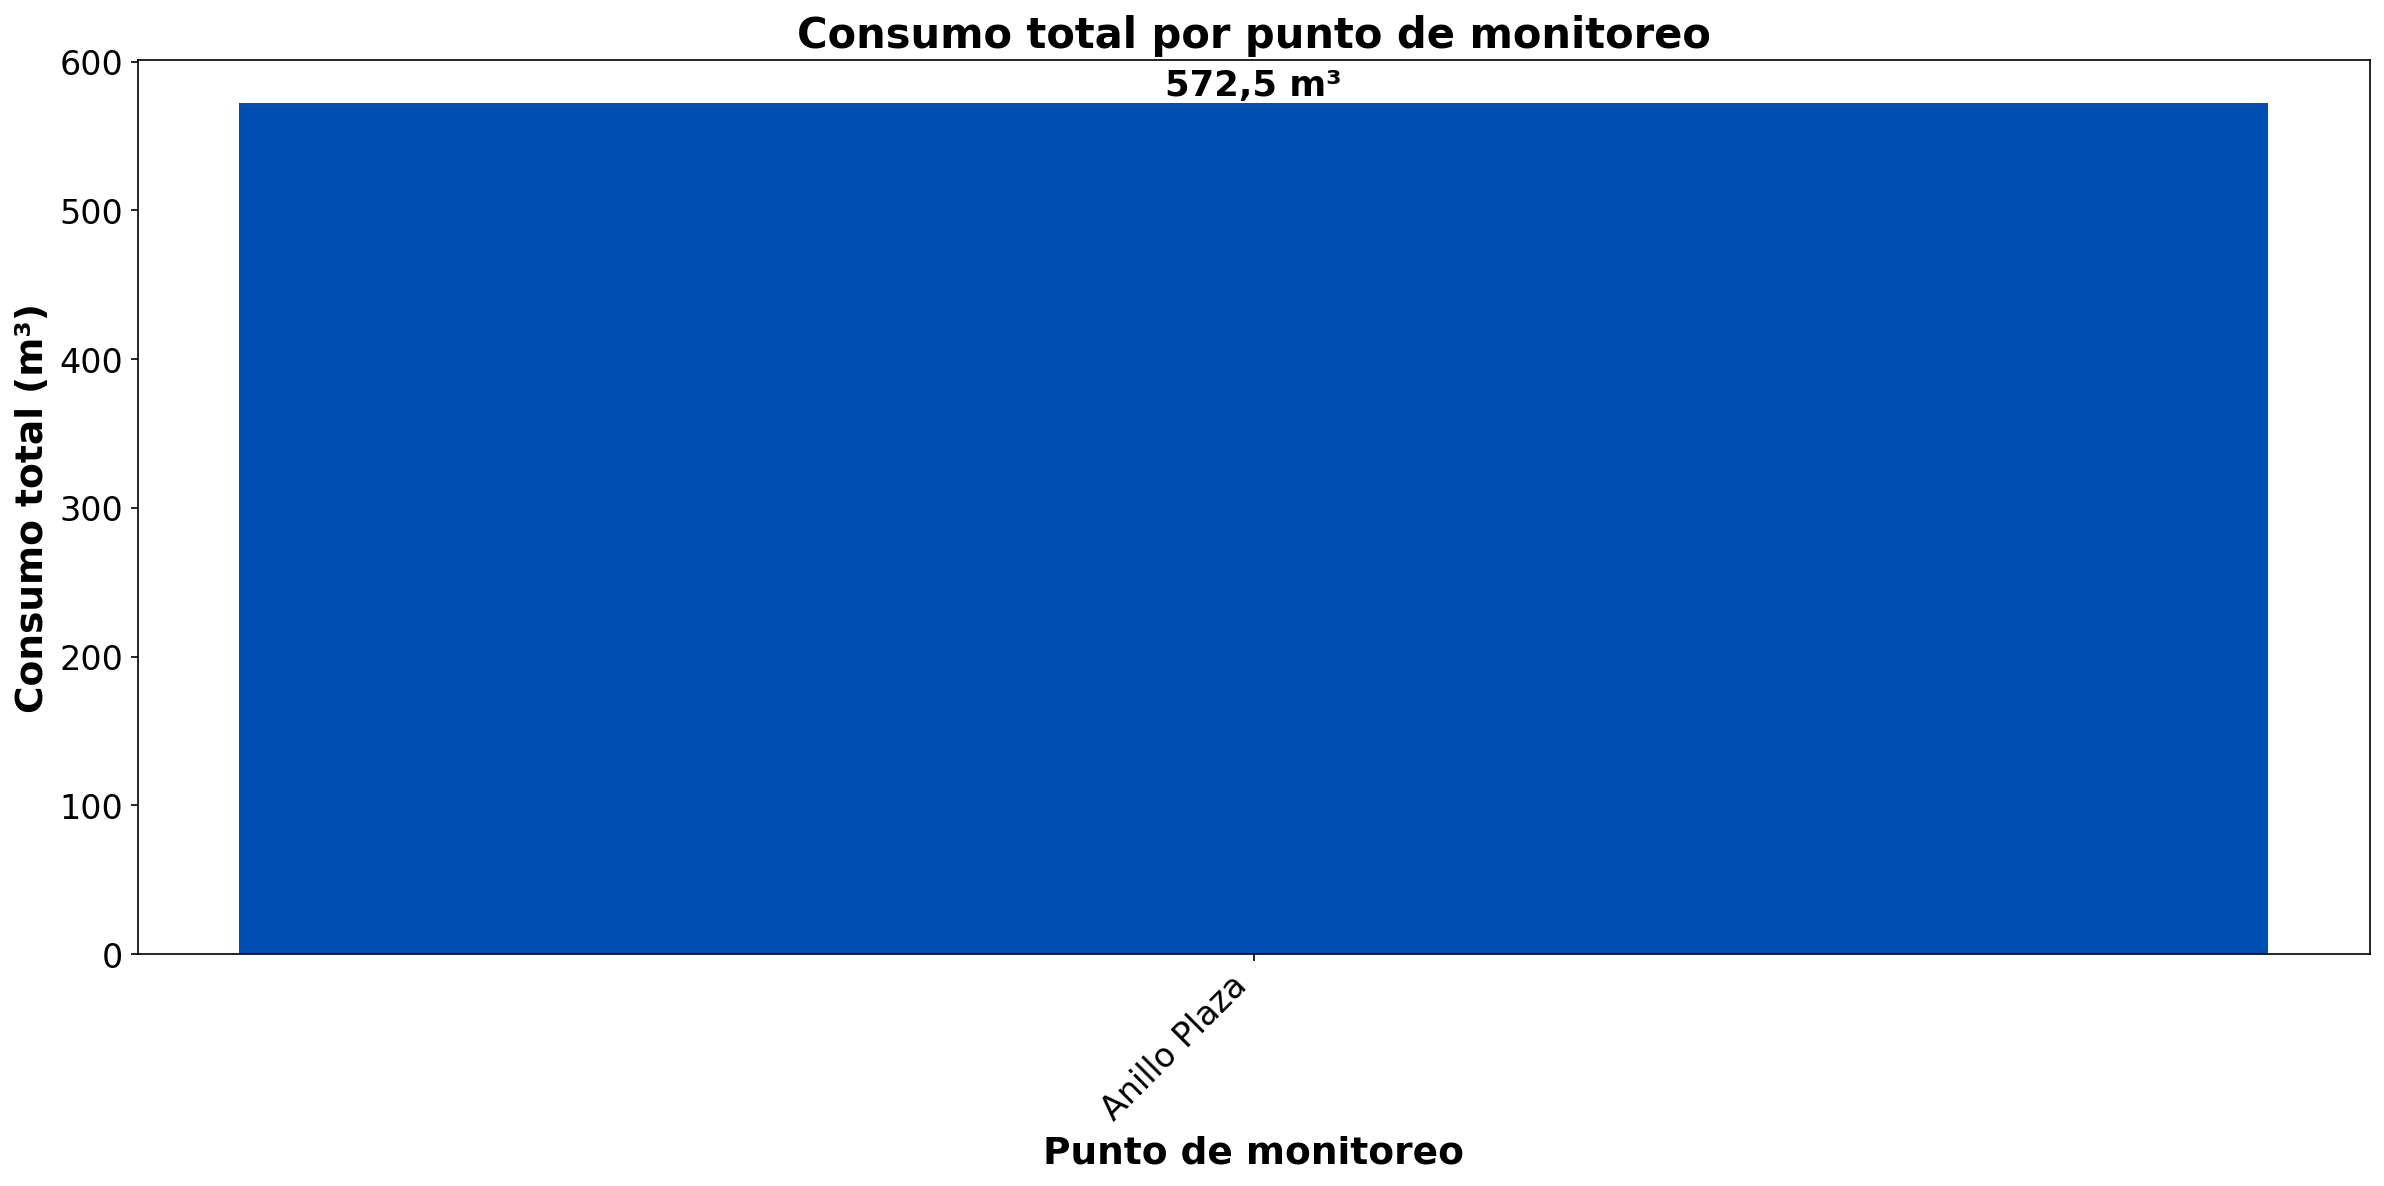 Consumo total por punto de monitoreo
572,5 m³
Consumo total (m³)
600
500
400
300
200
100
0
Anillo Plaza
Punto de monitoreo